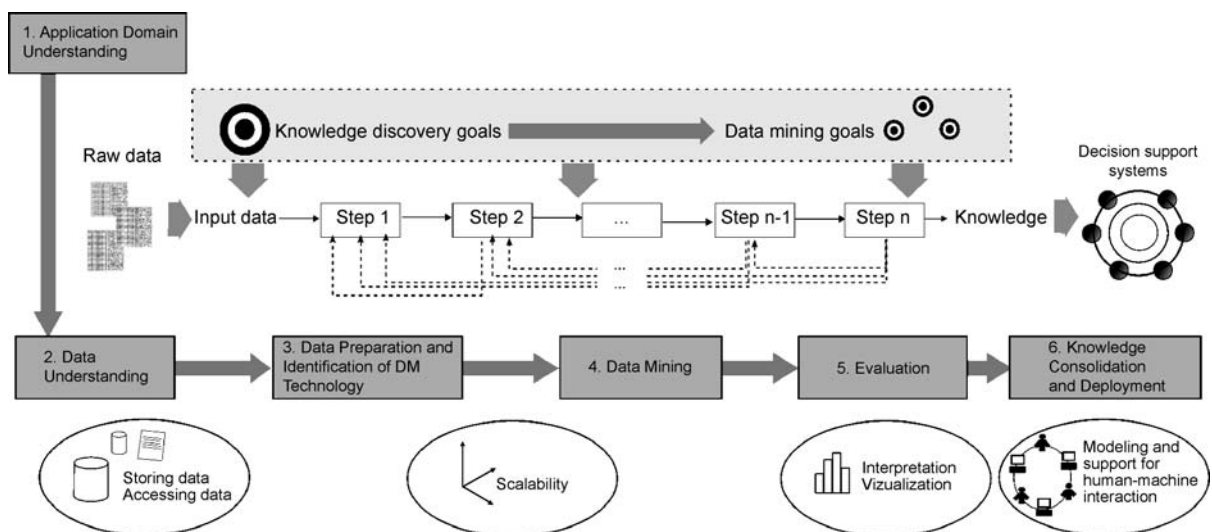 1. Application Domain
Understanding
Knowledge discovery goals
Data mining goals
Raw data
Decision support
systems
Input data
Step 1
Step 2
...
Step n-1
Step n
Knowledge
...
...
2. Data
Understanding
3. Data Preparation and
Identification of DM
Technology
4. Data Mining
5. Evaluation
6. Knowledge
Consolidation
and Deployment
Storing data
Accessing data
Scalability
Interpretation
Vizualization
Modeling and
support for
human-machine
interaction